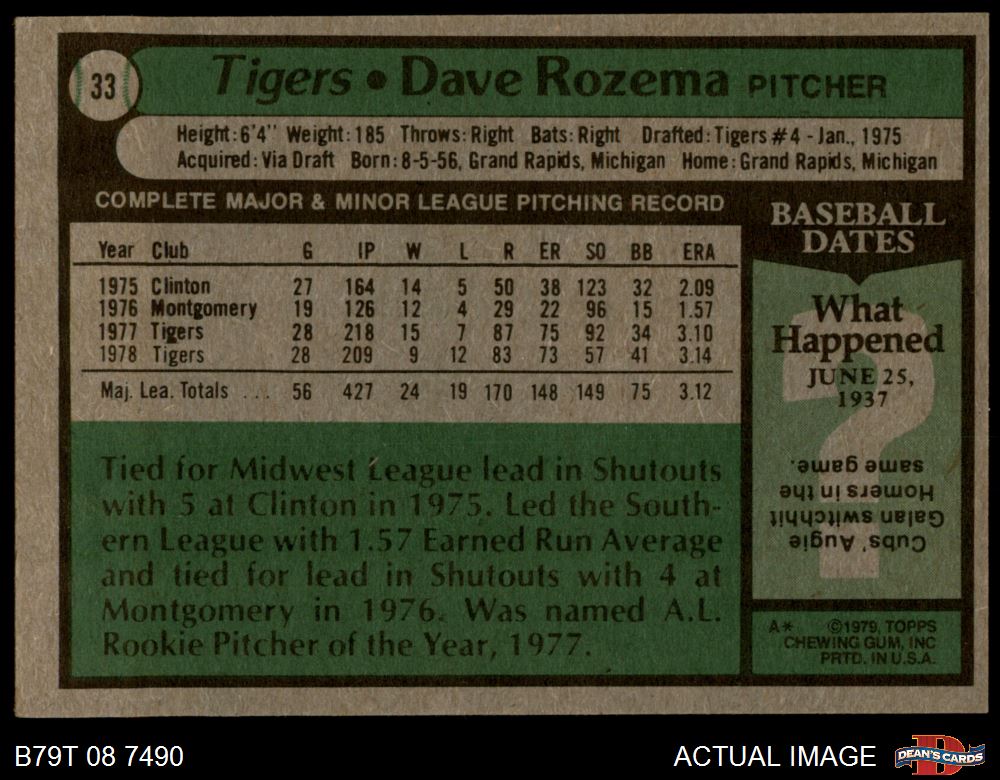 33
Tigers • Dave Rozema PITCHER
Height: 6'4" Weight: 185 Throws: Right Bats: Right Drafted: Tigers #4 - Jan., 1975
Acquired: Via Draft Born: 8-5-56, Grand Rapids, Michigan Home: Grand Rapids, Michigan
COMPLETE MAJOR & MINOR LEAGUE PITCHING RECORD
Year Club G IP W L R ER SO BB ERA
1975 Clinton 27 164 14 5 50 38 123 32 2.09
1976 Montgomery 19 126 12 4 29 22 96 15 1.57
1977 Tigers 28 218 15 7 87 75 92 34 3.10
1978 Tigers 28 209 9 12 83 73 57 41 3.14
Maj. Lea. Totals ... 56 427 24 19 170 148 149 75 3.12
Tied for Midwest League lead in Shutouts
with 5 at Clinton in 1975. Led the South-
ern League with 1.57 Earned Run Average
and tied for lead in Shutouts with 4 at
Montgomery in 1976. Was named A.L.
Rookie Pitcher of the Year, 1977.
BASEBALL
DATES
What
Happened
JUNE 25,
1937
?
Cubs' Augie
Galan switchhit
Homers in the
same game.
A* ©1979, TOPPS
CHEWING GUM, INC
PRTD. IN U.S.A.
B79T 08 7490
ACTUAL IMAGE
D
DEAN'S CARDS